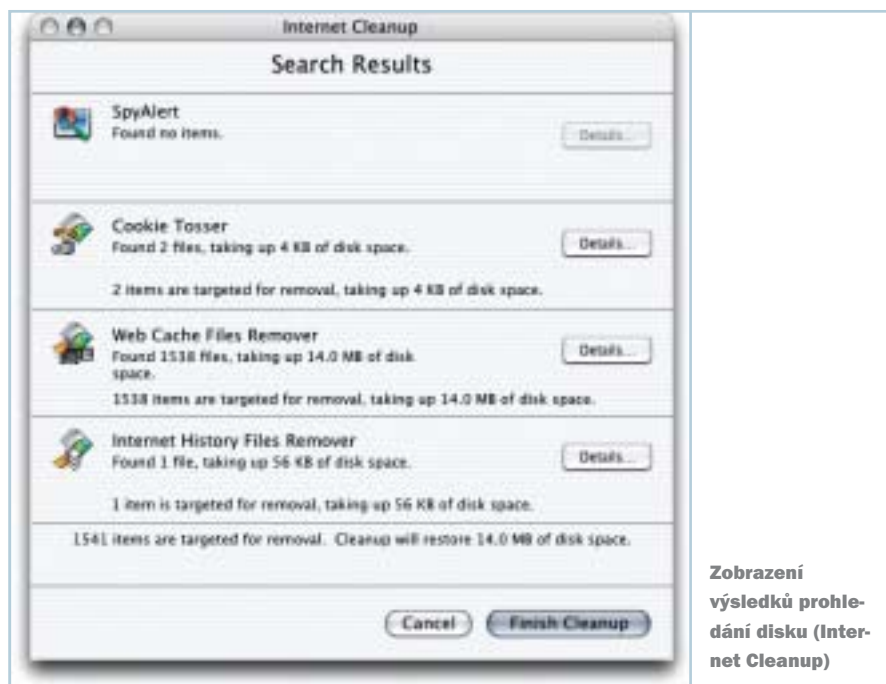 Internet Cleanup
Search Results
SpyAlert
Found no items.
Details...
Cookie Tosser
Found 2 files, taking up 4 KB of disk space.
Details...
2 items are targeted for removal, taking up 4 KB of disk space.
Web Cache Files Remover
Found 1538 files, taking up 14.0 MB of disk
space.
Details...
1538 items are targeted for removal, taking up 14.0 MB of disk space.
Internet History Files Remover
Found 1 file, taking up 56 KB of disk space.
Details...
1 item is targeted for removal, taking up 56 KB of disk space.
1541 items are targeted for removal. Cleanup will restore 14.0 MB of disk space.
Cancel
Finish Cleanup
Zobrazení
výsledků prohle-
dání disku (Inter-
net Cleanup)